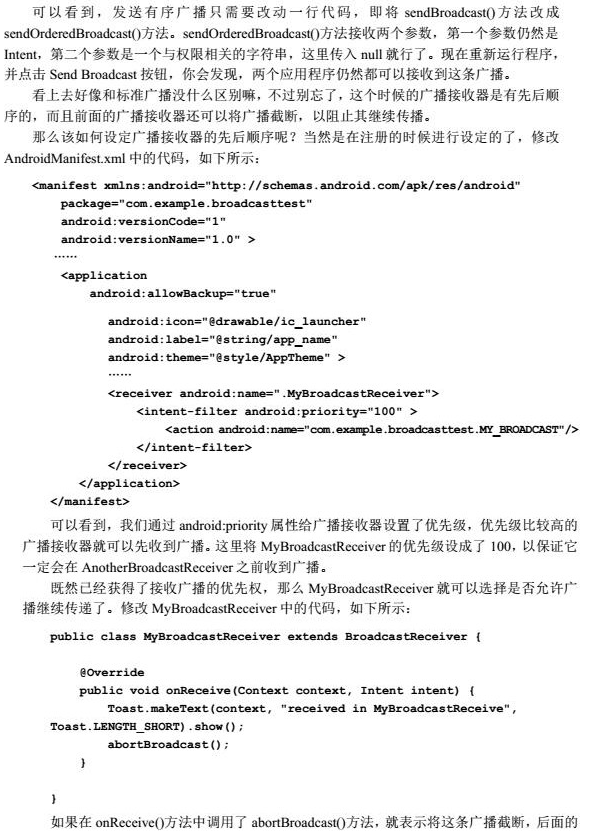 可以看到，发送有序广播只需要改动一行代码，即将 sendBroadcast()方法改成
sendOrderedBroadcast()方法。sendOrderedBroadcast()方法接收两个参数，第一个参数仍然是
Intent，第二个参数是一个与权限相关的字符串，这里传入 null 就行了。现在重新运行程序，
并点击 Send Broadcast 按钮，你会发现，两个应用程序仍然都可以接收到这条广播。
看上去好像和标准广播没什么区别嘛，不过别忘了，这个时候的广播接收器是有先后顺
序的，而且前面的广播接收器还可以将广播截断，以阻止其继续传播。
那么该如何设定广播接收器的先后顺序呢？当然是在注册的时候进行设定的了，修改
AndroidManifest.xml 中的代码，如下所示：
<manifest xmlns:android="http://schemas.android.com/apk/res/android"
package="com.example.broadcasttest"
android:versionCode="1"
android:versionName="1.0" >
……
<application
android:allowBackup="true"
android:icon="@drawable/ic_launcher"
android:label="@string/app_name"
android:theme="@style/AppTheme" >
……
<receiver android:name=".MyBroadcastReceiver">
<intent-filter android:priority="100" >
<action android:name="com.example.broadcasttest.MY_BROADCAST"/>
</intent-filter>
</receiver>
</application>
</manifest>
可以看到，我们通过 android:priority 属性给广播接收器设置了优先级，优先级比较高的
广播接收器就可以先收到广播。这里将 MyBroadcastReceiver 的优先级设成了 100，以保证它
一定会在 AnotherBroadcastReceiver 之前收到广播。
既然已经获得了接收广播的优先权，那么 MyBroadcastReceiver 就可以选择是否允许广
播继续传递了。修改 MyBroadcastReceiver 中的代码，如下所示：
public class MyBroadcastReceiver extends BroadcastReceiver {
@Override
public void onReceive(Context context, Intent intent) {
Toast.makeText(context, "received in MyBroadcastReceive",
Toast.LENGTH_SHORT).show();
abortBroadcast();
}
}
如果在 onReceive()方法中调用了 abortBroadcast()方法，就表示将这条广播截断，后面的